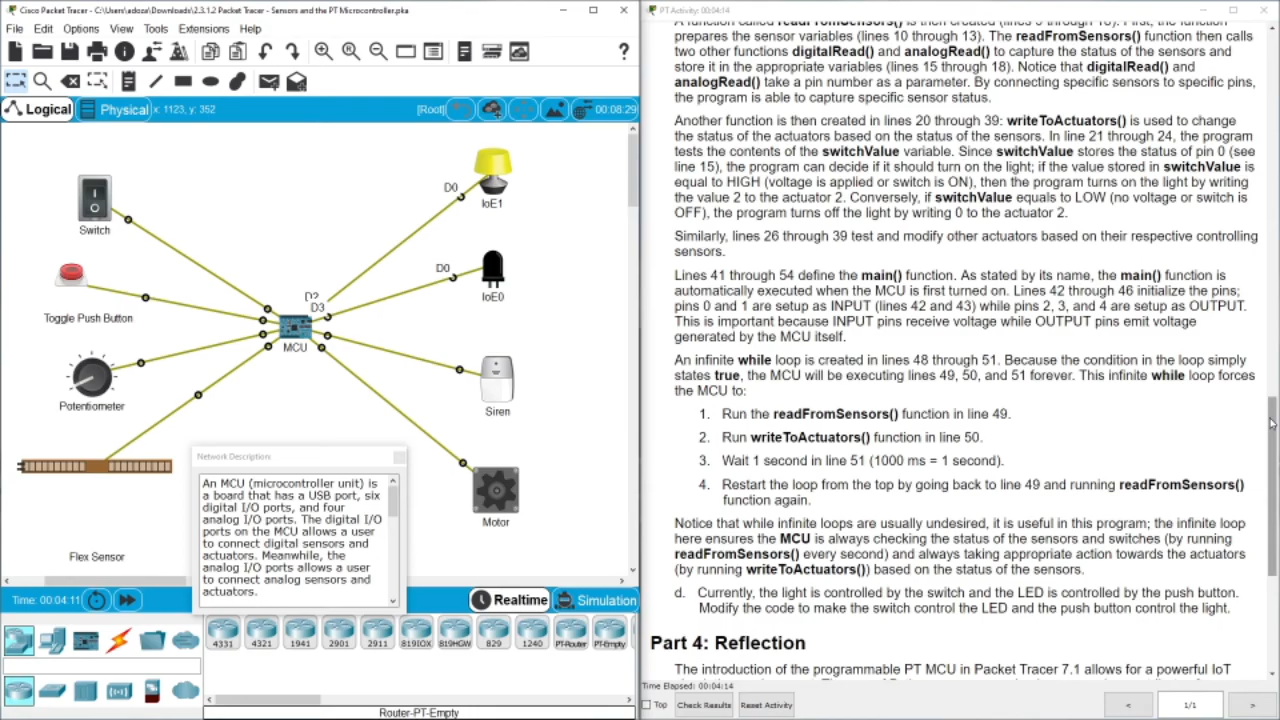 Cisco Packet Tracer - C:\Users\adoza\Downloads\2.3.1.2 Packet Tracer - Sensors and the PT Microcontroller.pka
File Edit Options View Tools Extensions Help
Logical Physical x: 1123, y: 352 [Root] 00:08:29
Switch
Toggle Push Button
Potentiometer
Flex Sensor
MCU
D2
D3
D0
IoE1
D0
IoE0
Siren
Motor
Network Description:
An MCU (microcontroller unit) is
a board that has a USB port, six
digital I/O ports, and four
analog I/O ports. The digital I/O
ports on the MCU allows a user
to connect digital sensors and
actuators. Meanwhile, the
analog I/O ports allows a user
to connect analog sensors and
actuators.
Time: 00:04:11 Realtime Simulation
4331 4321 1941 2901 2911 819IOX 819HGW 829 1240 PT-Router PT-Empty
Router-PT-Empty
PT Activity: 00:04:14
A function called readFromSensors() is then created (lines 9 through 18). First, the function
prepares the sensor variables (lines 10 through 13). The readFromSensors() function then calls
two other functions digitalRead() and analogRead() to capture the status of the sensors and
store it in the appropriate variables (lines 15 through 18). Notice that digitalRead() and
analogRead() take a pin number as a parameter. By connecting specific sensors to specific pins,
the program is able to capture specific sensor status.
Another function is then created in lines 20 through 39: writeToActuators() is used to change
the status of the actuators based on the status of the sensors. In line 21 through 24, the program
tests the contents of the switchValue variable. Since switchValue stores the status of pin 0 (see
line 15), the program can decide if it should turn on the light; if the value stored in switchValue is
equal to HIGH (voltage is applied or switch is ON), then the program turns on the light by writing
the value 2 to the actuator 2. Conversely, if switchValue equals to LOW (no voltage or switch is
OFF), the program turns off the light by writing 0 to the actuator 2.
Similarly, lines 26 through 39 test and modify other actuators based on their respective controlling
sensors.
Lines 41 through 54 define the main() function. As stated by its name, the main() function is
automatically executed when the MCU is first turned on. Lines 42 through 46 initialize the pins;
pins 0 and 1 are setup as INPUT (lines 42 and 43) while pins 2, 3, and 4 are setup as OUTPUT.
This is important because INPUT pins receive voltage while OUTPUT pins emit voltage
generated by the MCU itself.
An infinite while loop is created in lines 48 through 51. Because the condition in the loop simply
states true, the MCU will be executing lines 49, 50, and 51 forever. This infinite while loop forces
the MCU to:
1. Run the readFromSensors() function in line 49.
2. Run writeToActuators() function in line 50.
3. Wait 1 second in line 51 (1000 ms = 1 second).
4. Restart the loop from the top by going back to line 49 and running readFromSensors()
function again.
Notice that while infinite loops are usually undesired, it is useful in this program; the infinite loop
here ensures the MCU is always checking the status of the sensors and switches (by running
readFromSensors() every second) and always taking appropriate action towards the actuators
(by running writeToActuators()) based on the status of the sensors.
d. Currently, the light is controlled by the switch and the LED is controlled by the push button.
Modify the code to make the switch control the LED and the push button control the light.
Part 4: Reflection
The introduction of the programmable PT MCU in Packet Tracer 7.1 allows for a powerful IoT
Time Elapsed: 00:04:14
Top Check Results Reset Activity < 1/1 >